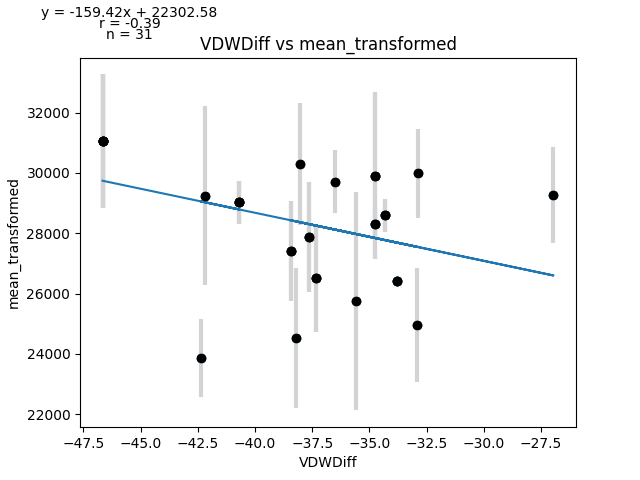 y = -159.42x + 22302.58
r = -0.39
n = 31
VDWDiff vs mean_transformed
mean_transformed
32000
30000
28000
26000
24000
22000
−47.5 −45.0 −42.5 −40.0 −37.5 −35.0 −32.5 −30.0 −27.5
VDWDiff